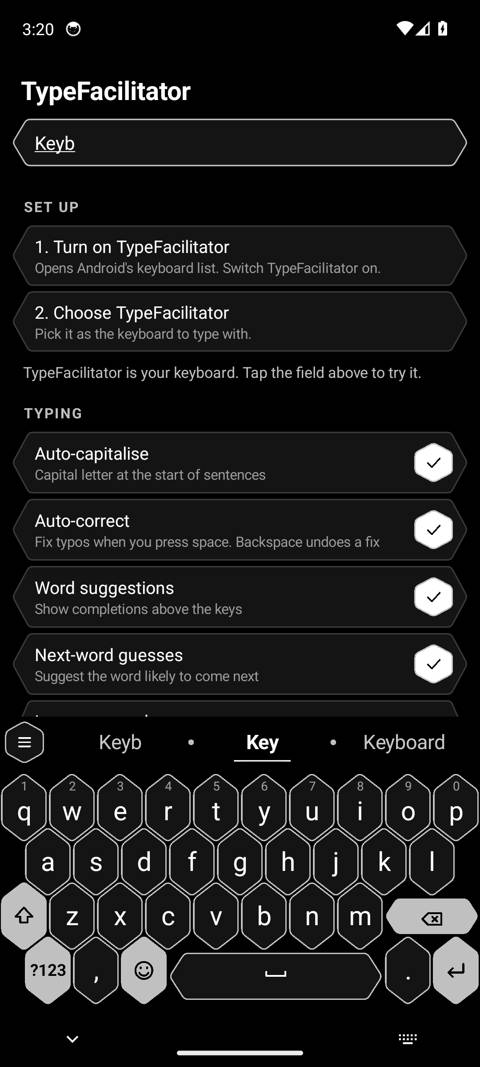 3:20
TypeFacilitator
Keyb
SET UP
1. Turn on TypeFacilitator
Opens Android's keyboard list. Switch TypeFacilitator on.
2. Choose TypeFacilitator
Pick it as the keyboard to type with.
TypeFacilitator is your keyboard. Tap the field above to try it.
TYPING
Auto-capitalise
Capital letter at the start of sentences
Auto-correct
Fix typos when you press space. Backspace undoes a fix
Word suggestions
Show completions above the keys
Next-word guesses
Suggest the word likely to come next
Keyb • Key • Keyboard
1 2 3 4 5 6 7 8 9 0
q w e r t y u i o p
a s d f g h j k l
z x c v b n m
?123 , .